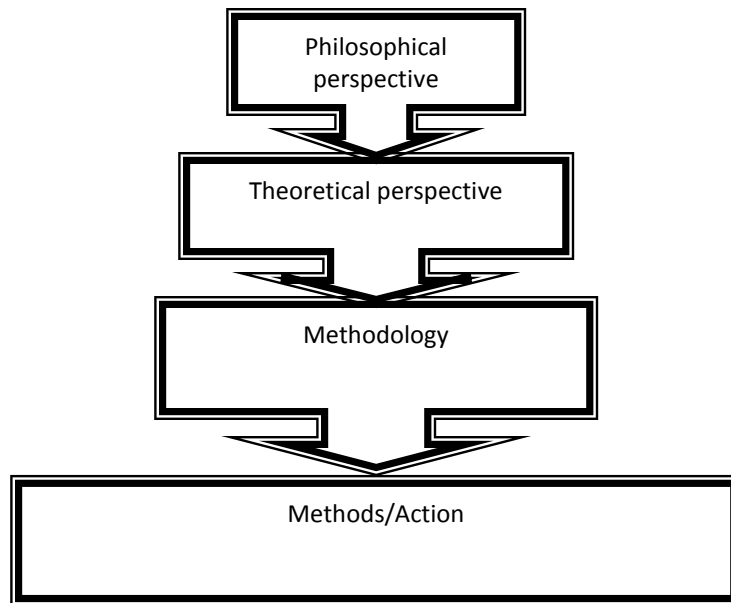 Philosophical
perspective
Theoretical perspective
Methodology
Methods/Action